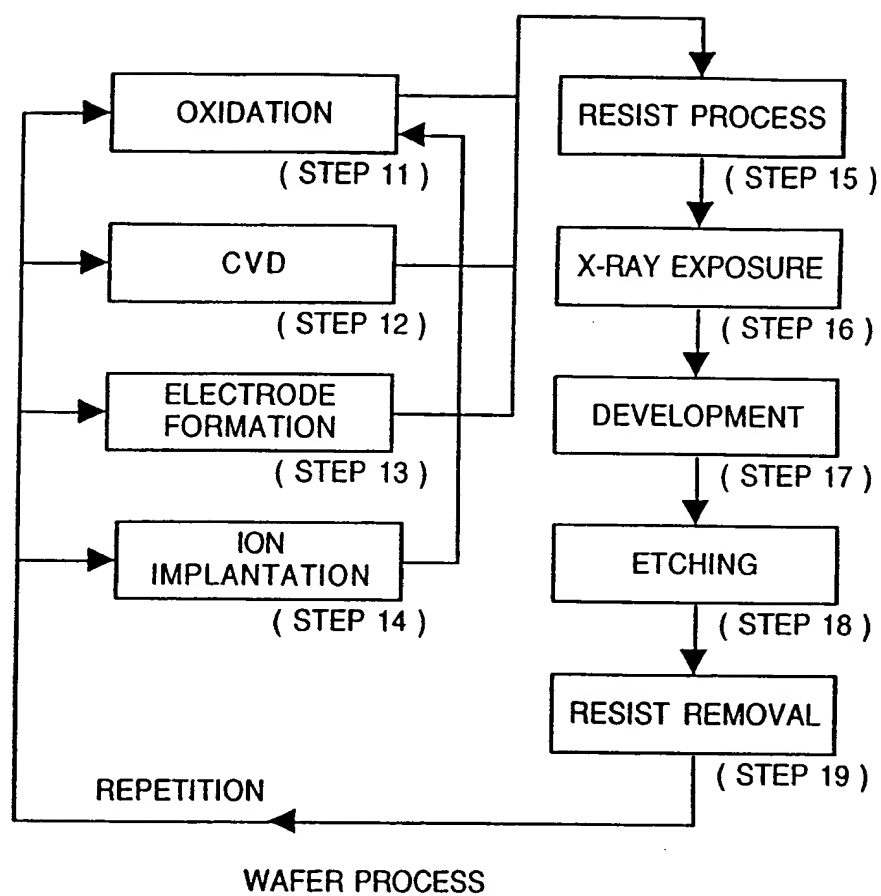 OXIDATION
( STEP 11 )
CVD
( STEP 12 )
ELECTRODE
FORMATION
( STEP 13 )
ION
IMPLANTATION
( STEP 14 )
RESIST PROCESS
( STEP 15 )
X-RAY EXPOSURE
( STEP 16 )
DEVELOPMENT
( STEP 17 )
ETCHING
( STEP 18 )
RESIST REMOVAL
( STEP 19 )
REPETITION
WAFER PROCESS